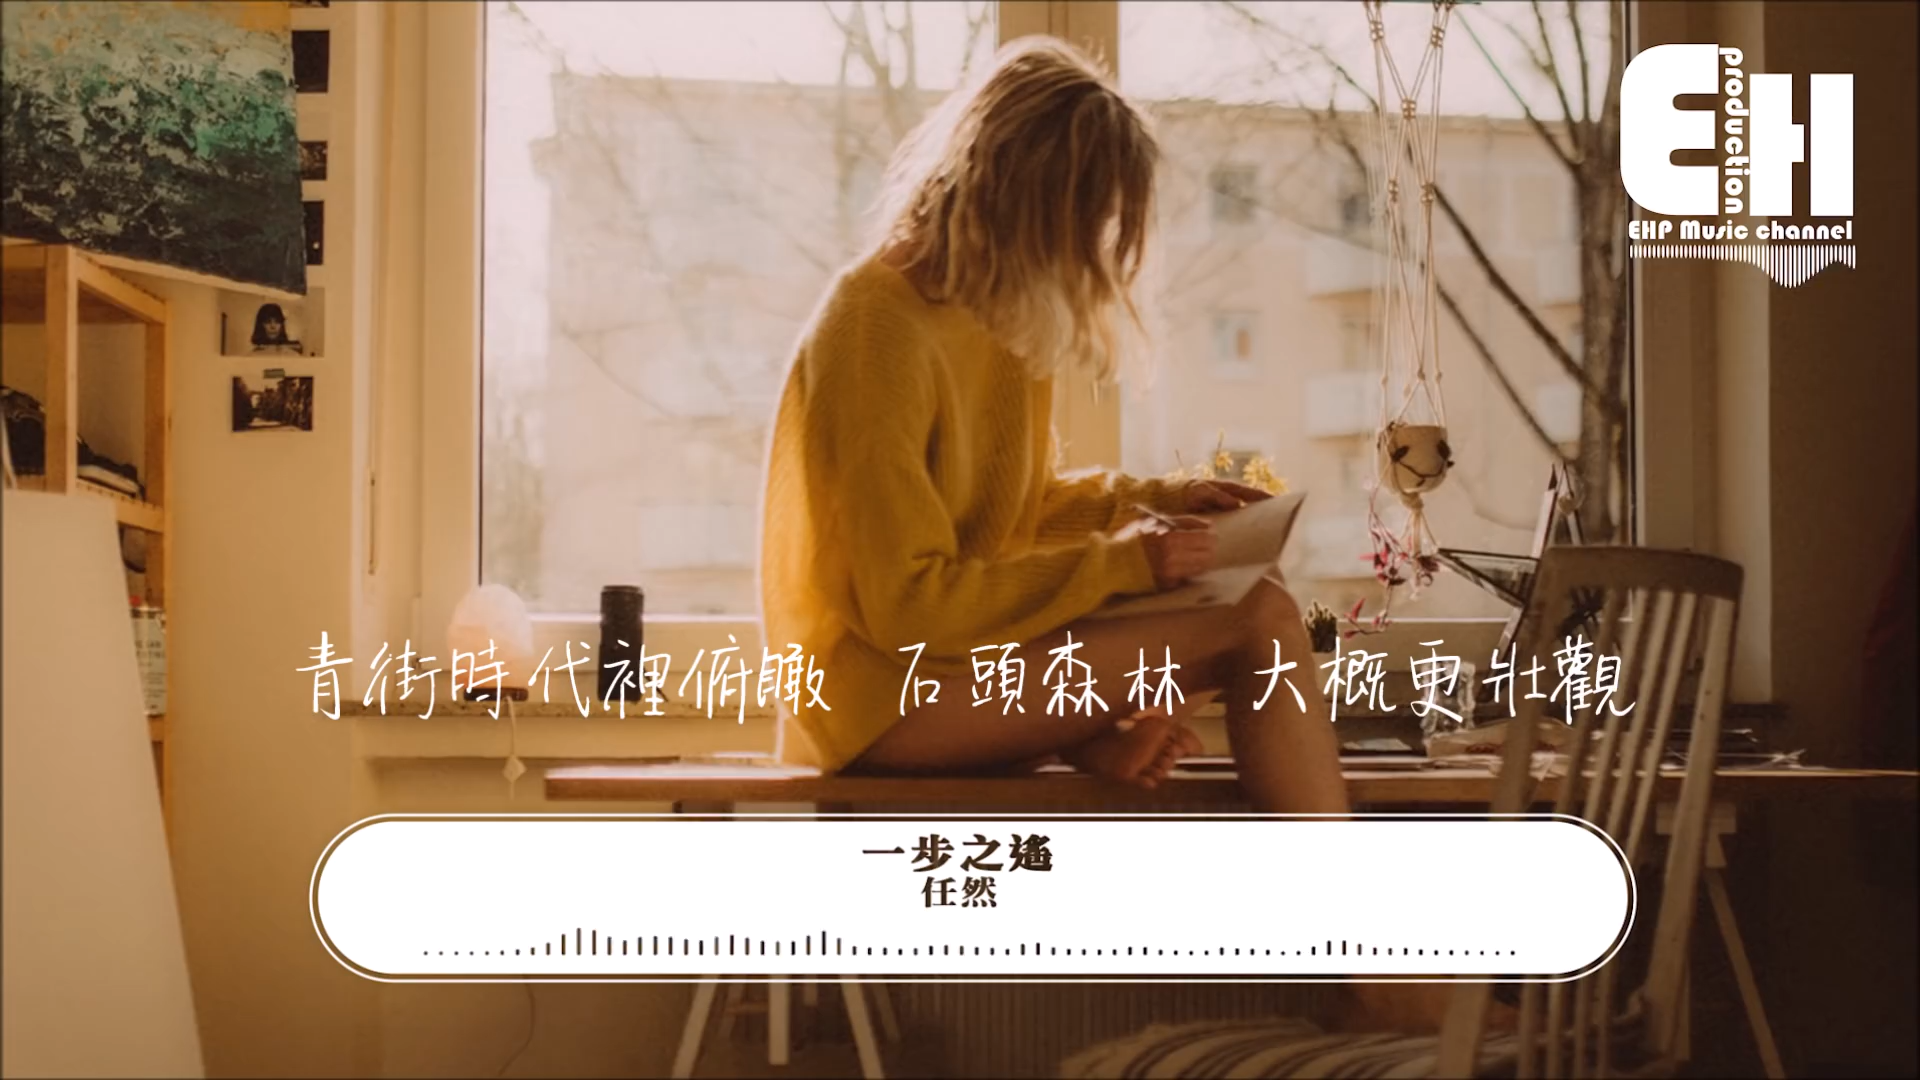 EH
production
EHP Music channel
青街時代裡俯瞰 石頭森林 大概更壯觀
一步之遙
任然